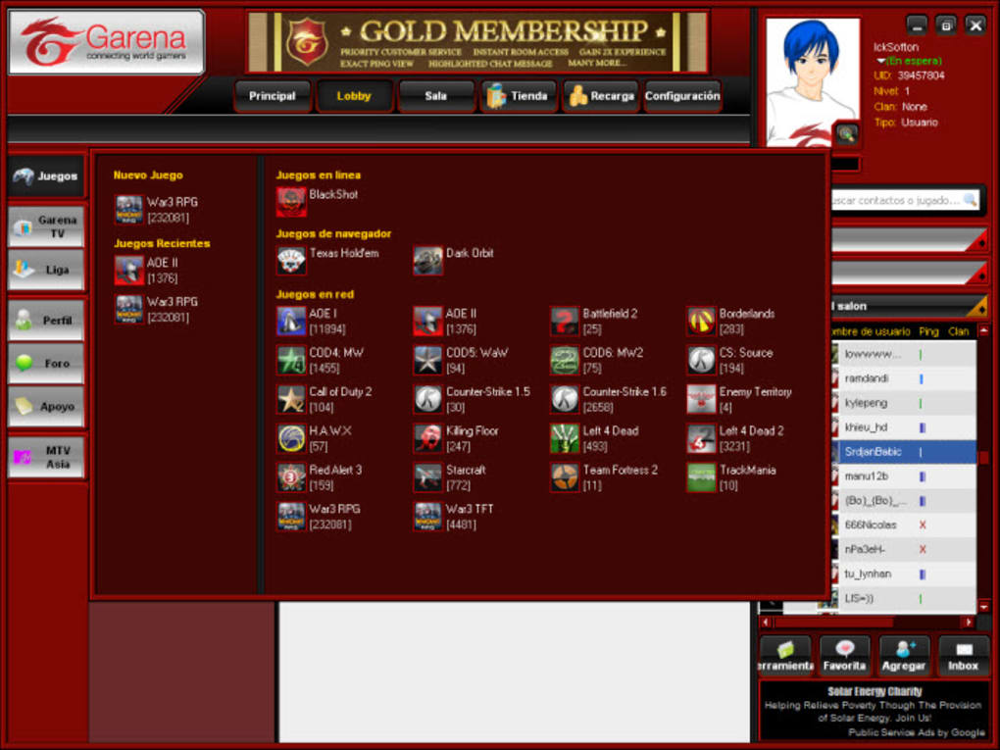 Garena
connecting world gamers
GOLD MEMBERSHIP
PRIORITY CUSTOMER SERVICE INSTANT ROOM ACCESS GAIN 2X EXPERIENCE
EXACT PING VIEW HIGHLIGHTED CHAT MESSAGE MANY MORE...
IckSofton
(En espera)
UID: 39457804
Nivel: 1
Clan: None
Tipo: Usuario
Principal
Lobby
Sala
Tienda
Recarga
Configuración
uscar contactos o jugado...
Juegos
Garena
TV
Liga
Perfil
Foro
Apoyo
MTV
Asia
Nuevo Juego
War3 RPG
[232081]
Juegos Recientes
AOE II
[1376]
War3 RPG
[232081]
Juegos en linea
BlackShot
Juegos de navegador
Texas Hold'em
Dark Orbit
Juegos en red
AOE I
[11894]
AOE II
[1376]
Battlefield 2
[25]
Borderlands
[283]
COD4: MW
[1455]
COD5: WaW
[94]
COD6: MW2
[75]
CS: Source
[194]
Call of Duty 2
[104]
Counter-Strike 1.5
[30]
Counter-Strike 1.6
[2658]
Enemy Territory
[4]
H.A.W.X
[57]
Killing Floor
[247]
Left 4 Dead
[493]
Left 4 Dead 2
[3231]
Red Alert 3
[159]
Starcraft
[772]
Team Fortress 2
[11]
TrackMania
[10]
War3 RPG
[232081]
War3 TFT
[4481]
l salon
ombre de usuario Ping Clan
lowwww...
ramdandi
kylepeng
khieu_hd
SrdjanBabic
manu12b
(Bo)_(Bo)_...
666Nicolas X
nPa3eH- X
tu_lynhan
LIS=))
erramienta
Favorita
Agregar
Inbox
Solar Energy Charity
Helping Relieve Poverty Though The Provision
of Solar Energy. Join Us!
Public Service Ads by Google